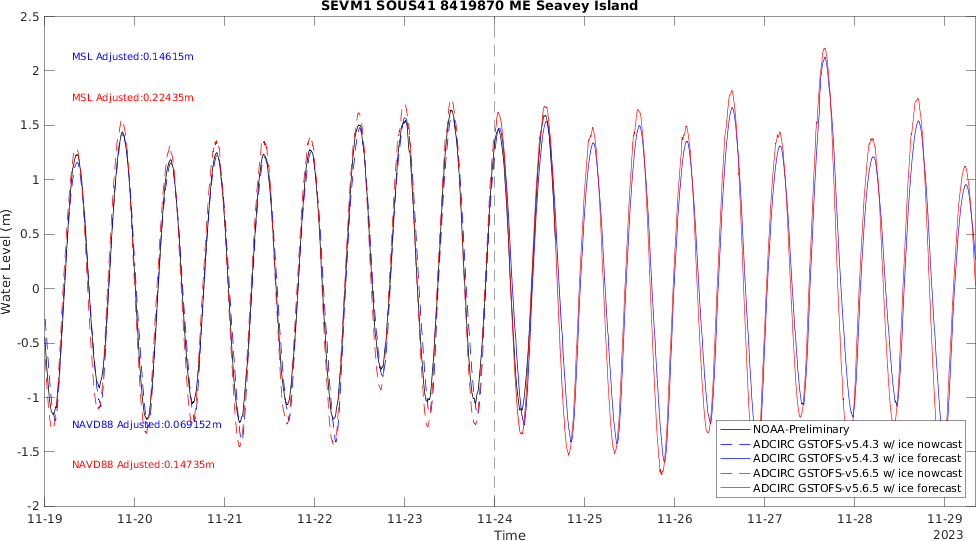 SEVM1 SOUS41 8419870 ME Seavey Island
2.5
2
1.5
1
0.5
0
-0.5
-1
-1.5
-2
Water Level (m)
MSL Adjusted:0.14615m
MSL Adjusted:0.22435m
NAVD88 Adjusted:0.069152m
NAVD88 Adjusted:0.14735m
NOAA-Preliminary
ADCIRC GSTOFS-v5.4.3 w/ ice nowcast
ADCIRC GSTOFS-v5.4.3 w/ ice forecast
ADCIRC GSTOFS-v5.6.5 w/ ice nowcast
ADCIRC GSTOFS-v5.6.5 w/ ice forecast
11-19 11-20 11-21 11-22 11-23 11-24 11-25 11-26 11-27 11-28 11-29
Time
2023